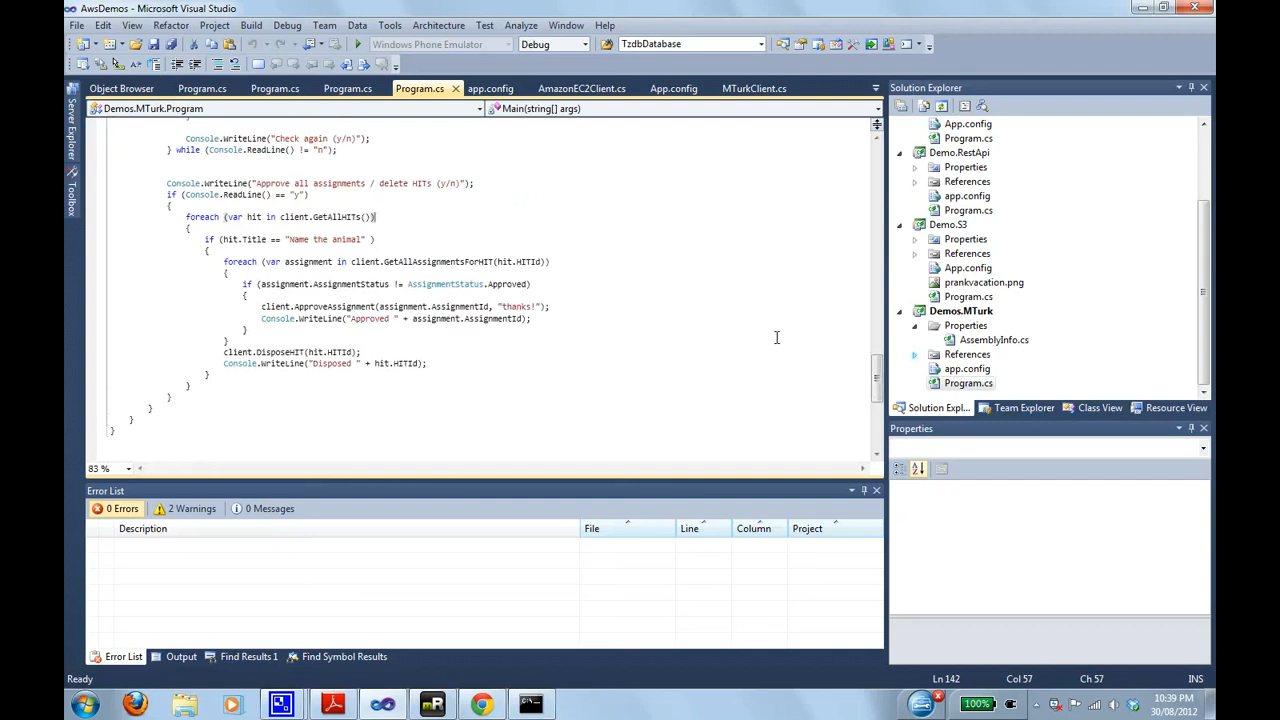 AwsDemos - Microsoft Visual Studio
File Edit View Refactor Project Build Debug Team Data Tools Architecture Test Analyze Window Help
Windows Phone Emulator Debug TzdbDatabase
Object Browser Program.cs Program.cs Program.cs Program.cs app.config AmazonEC2Client.cs App.config MTurkClient.cs
Demos.MTurk.Program Main(string[] args)
Console.WriteLine("Check again (y/n)");
} while (Console.ReadLine() != "n");
Console.WriteLine("Approve all assignments / delete HITs (y/n)");
if (Console.ReadLine() == "y")
{
foreach (var hit in client.GetAllHITs())
{
if (hit.Title == "Name the animal" )
{
foreach (var assignment in client.GetAllAssignmentsForHIT(hit.HITId))
{
if (assignment.AssignmentStatus != AssignmentStatus.Approved)
{
client.ApproveAssignment(assignment.AssignmentId, "thanks!");
Console.WriteLine("Approved " + assignment.AssignmentId);
}
}
client.DisposeHIT(hit.HITId);
Console.WriteLine("Disposed " + hit.HITId);
}
}
}
}
}
}
83 %
Server Explorer
Toolbox
Solution Explorer
App.config
Program.cs
Demo.RestApi
Properties
References
app.config
Program.cs
Demo.S3
Properties
References
App.config
prankvacation.png
Program.cs
Demos.MTurk
Properties
AssemblyInfo.cs
References
app.config
Program.cs
Solution Expl... Team Explorer Class View Resource View
Properties
Error List
0 Errors 2 Warnings 0 Messages
Description File Line Column Project
Error List Output Find Results 1 Find Symbol Results
Ready Ln 142 Col 57 Ch 57 INS
mR 100% 10:39 PM
30/08/2012